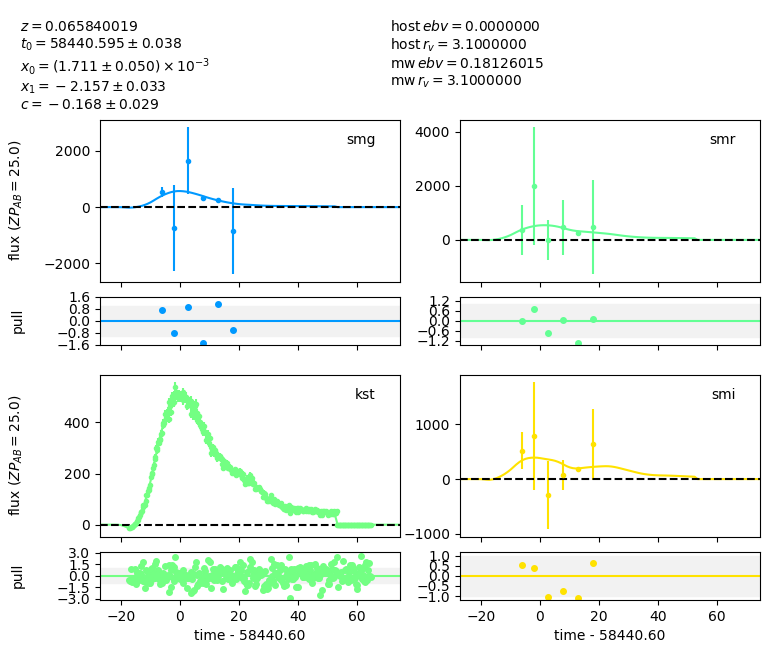 z = 0.065840019
t₀ = 58440.595 ± 0.038
x₀ = (1.711 ± 0.050) × 10⁻³
x₁ = −2.157 ± 0.033
c = −0.168 ± 0.029
host ebv = 0.0000000
host r_v = 3.1000000
mw ebv = 0.18126015
mw r_v = 3.1000000
flux (ZP_AB = 25.0)
2000
0
−2000
smg
4000
2000
0
smr
pull
1.6
0.8
0.0
−0.8
−1.6
1.2
0.6
0.0
−0.6
−1.2
flux (ZP_AB = 25.0)
400
200
0
kst
1000
0
−1000
smi
pull
3.0
1.5
0.0
−1.5
−3.0
1.0
0.5
0.0
−0.5
−1.0
−20 0 20 40 60
time - 58440.60
−20 0 20 40 60
time - 58440.60